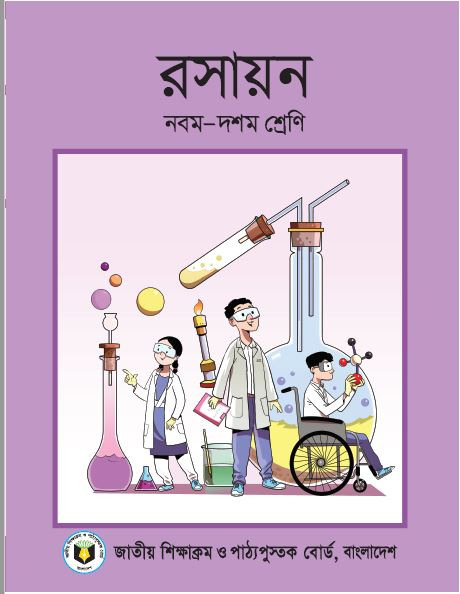 রসায়ন
নবম-দশম শ্রেণি
জাতীয় শিক্ষাক্রম ও পাঠ্যপুস্তক বোর্ড, বাংলাদেশ